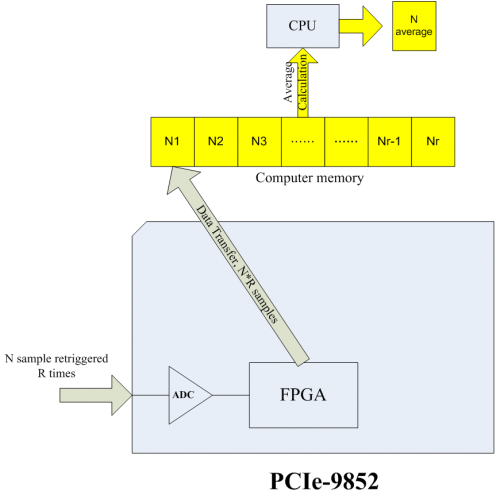 CPU
N
average
Average
Calculation
N1
N2
N3
......
......
Nr-1
Nr
Computer memory
Data Transfer, N*R samples
N sample retriggered
R times
ADC
FPGA
PCIe-9852